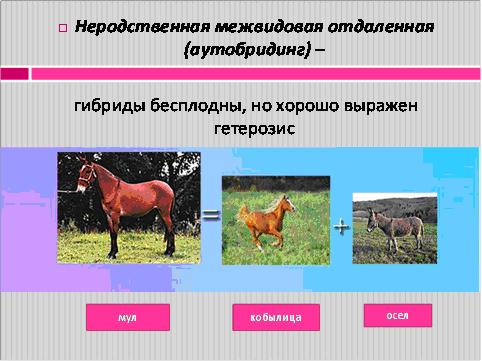 Неродственная межвидовая отдаленная
(аутобридинг) –
гибриды бесплодны, но хорошо выражен
гетерозис
= +
мул кобылица осел